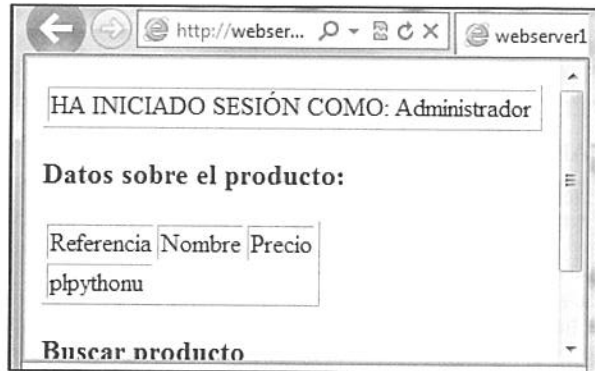 http://webser...
webserver1
HA INICIADO SESIÓN COMO: Administrador
Datos sobre el producto:
Referencia Nombre Precio
plpythonu
Buscar producto